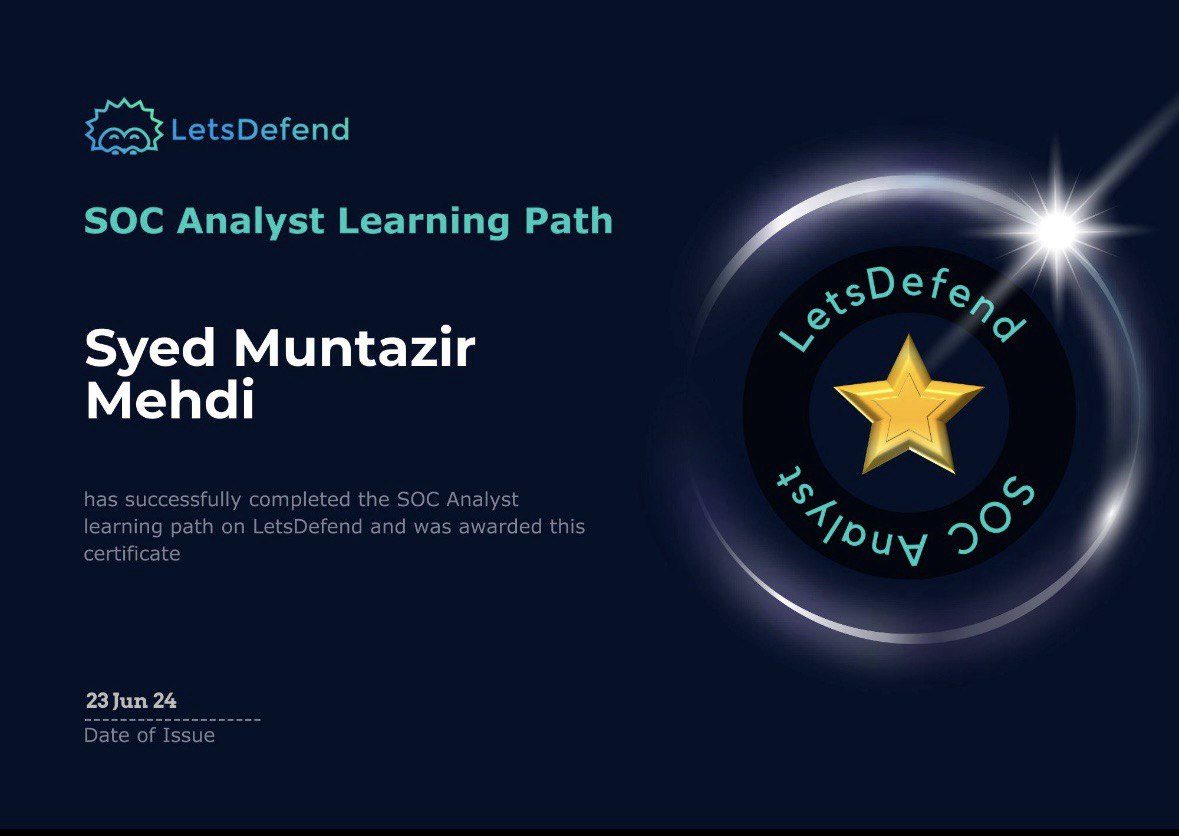 LetsDefend
SOC Analyst Learning Path
Syed Muntazir
Mehdi
has successfully completed the SOC Analyst
learning path on LetsDefend and was awarded this
certificate
23 Jun 24
--------------------
Date of Issue
LetsDefend
SOC Analyst